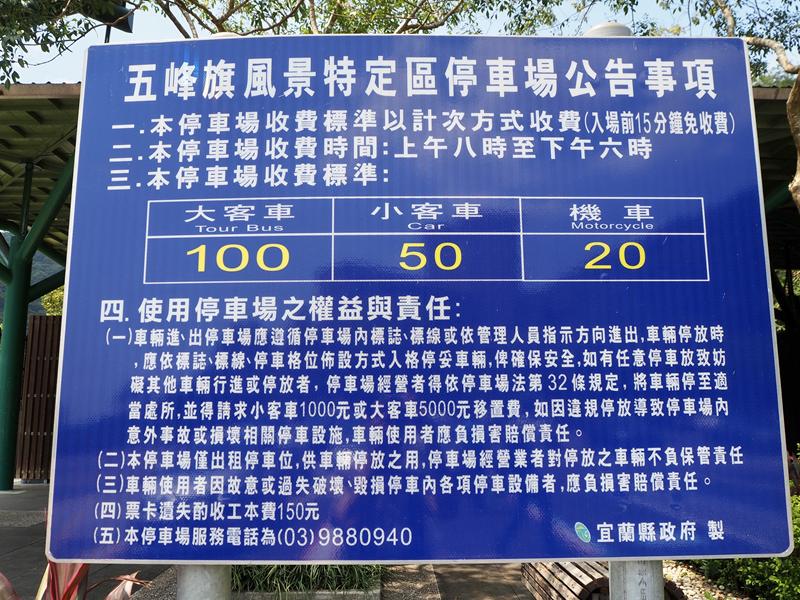 五峰旗風景特定區停車場公告事項
一.本停車場收費標準以計次方式收費(入場前15分鐘免收費)
二.本停車場收費時間:上午八時至下午六時
三.本停車場收費標準:
大客車 小客車 機車
Tour Bus Car Motorcycle
100 50 20
四.使用停車場之權益與責任:
(一)車輛進、出停車場應遵循停車場內標誌、標線或依管理人員指示方向進出,車輛停放時
,應依標誌、標線、停車格位佈設方式入格停妥車輛,俾確保安全,如有任意停車放致妨
礙其他車輛行進或停放者,停車場經營者得依停車場法第32條規定,將車輛停至適
當處所,並得請求小客車1000元或大客車5000元移置費,如因違規停放導致停車場內
意外事故或損壞相關停車設施,車輛使用者應負損害賠償責任。
(二)本停車場僅出租停車位,供車輛停放之用,停車場經營業者對停放之車輛不負保管責任
(三)車輛使用者因故意或過失破壞、毀損停車內各項停車設備者,應負損害賠償責任。
(四)票卡遺失酌收工本費150元
(五)本停車場服務電話為(03)9880940
宜蘭縣政府 製